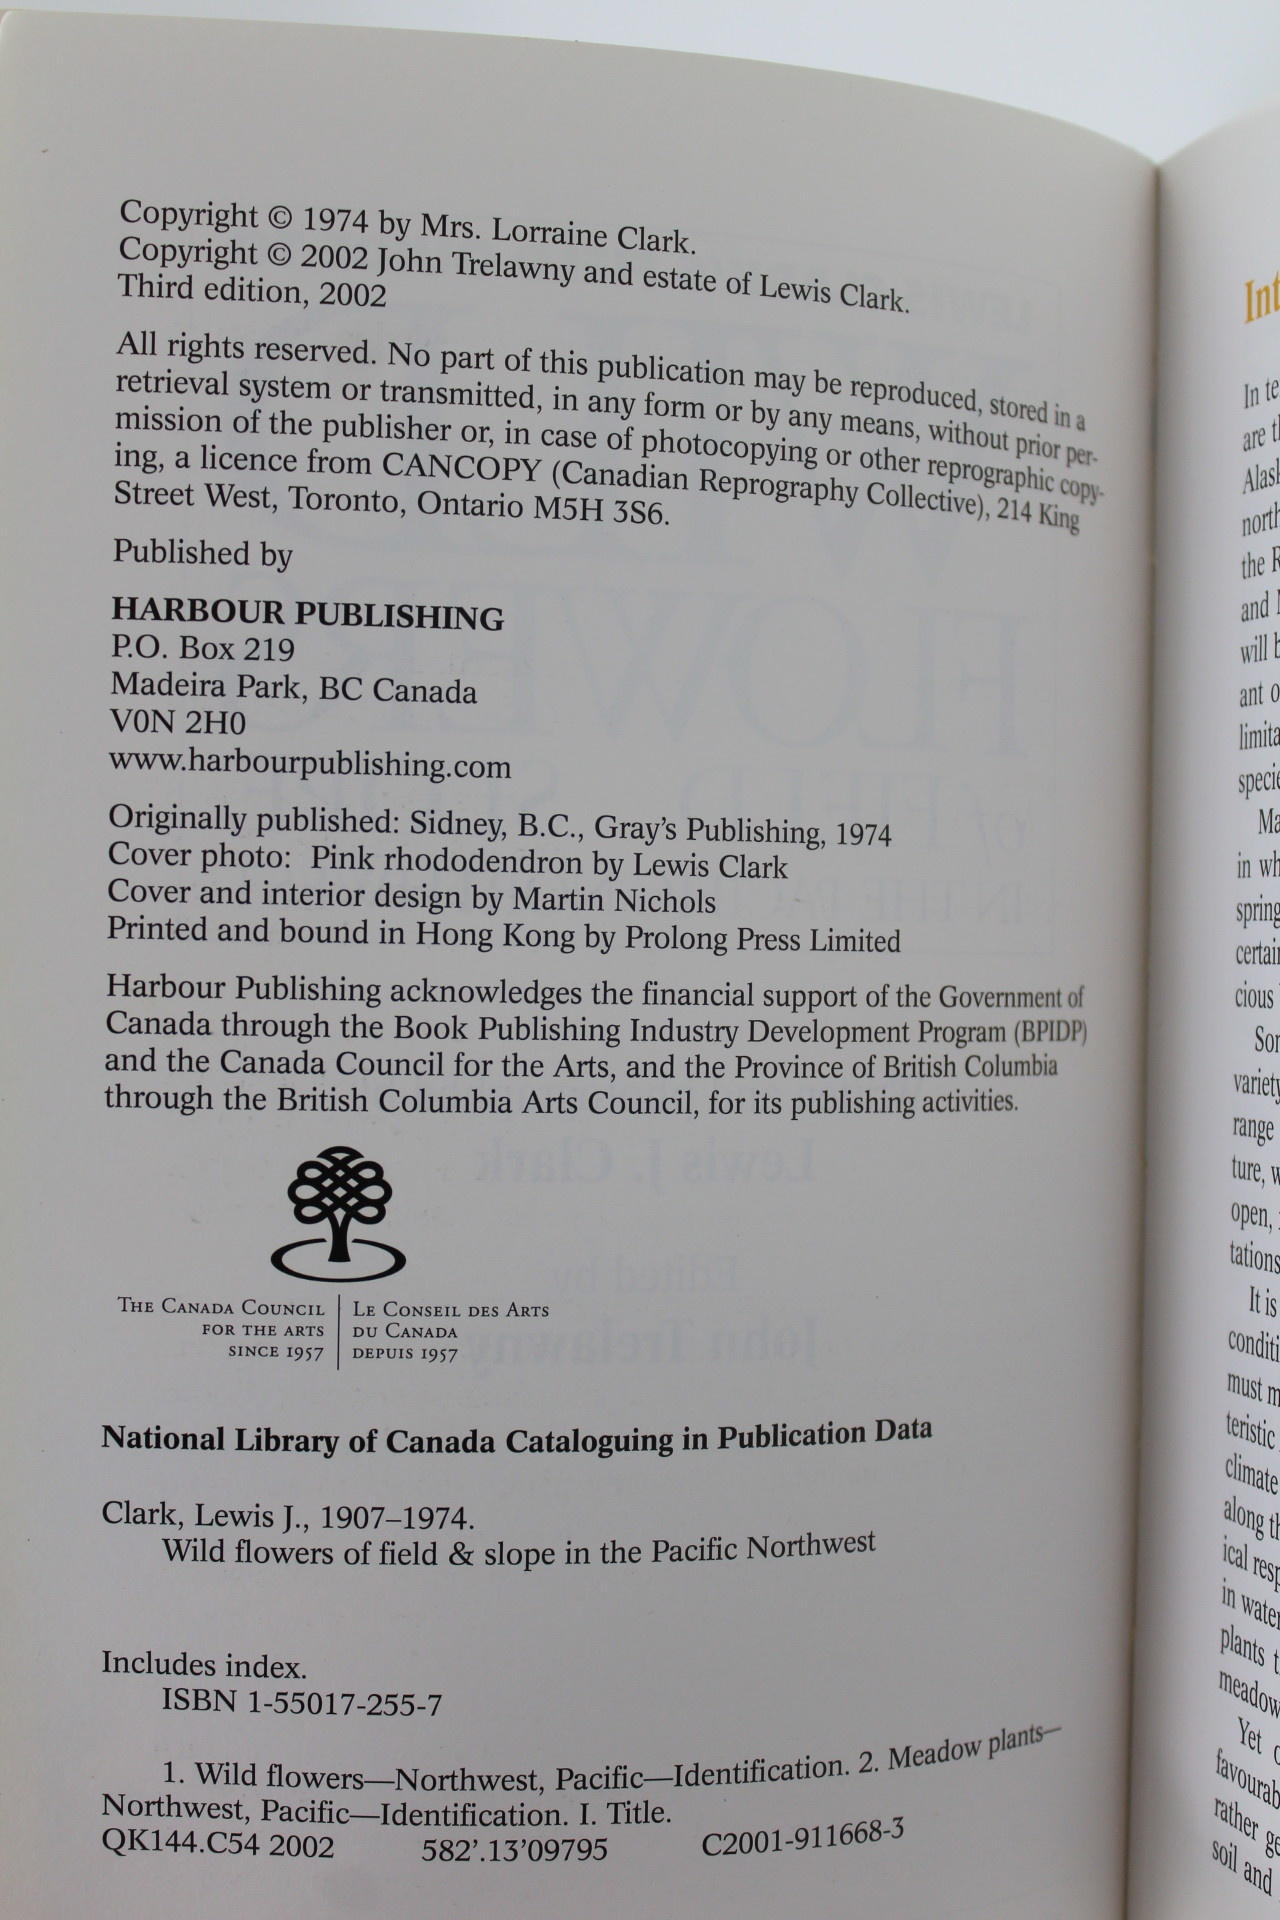 Copyright © 1974 by Mrs. Lorraine Clark.
Copyright © 2002 John Trelawny and estate of Lewis Clark.
Third edition, 2002
All rights reserved. No part of this publication may be reproduced, stored in a
retrieval system or transmitted, in any form or by any means, without prior per-
mission of the publisher or, in case of photocopying or other reprographic copy-
ing, a licence from CANCOPY (Canadian Reprography Collective), 214 King
Street West, Toronto, Ontario M5H 3S6.
Published by
HARBOUR PUBLISHING
P.O. Box 219
Madeira Park, BC Canada
V0N 2H0
www.harbourpublishing.com
Originally published: Sidney, B.C., Gray's Publishing, 1974
Cover photo: Pink rhododendron by Lewis Clark
Cover and interior design by Martin Nichols
Printed and bound in Hong Kong by Prolong Press Limited
Harbour Publishing acknowledges the financial support of the Government of
Canada through the Book Publishing Industry Development Program (BPIDP)
and the Canada Council for the Arts, and the Province of British Columbia
through the British Columbia Arts Council, for its publishing activities.
THE CANADA COUNCIL
FOR THE ARTS
SINCE 1957
LE CONSEIL DES ARTS
DU CANADA
DEPUIS 1957
National Library of Canada Cataloguing in Publication Data
Clark, Lewis J., 1907–1974.
Wild flowers of field & slope in the Pacific Northwest
Includes index.
ISBN 1-55017-255-7
1. Wild flowers—Northwest, Pacific—Identification. 2. Meadow plants—
Northwest, Pacific—Identification. I. Title.
QK144.C54 2002 582'.13'09795 C2001-911668-3
In
are
north
the
and
will
ant
in
spring
Son
variety
range
ture,
open,
tations
It is
must
teristic
climate
along
ical
in water
plants
meadow
Yet
rather
soil and